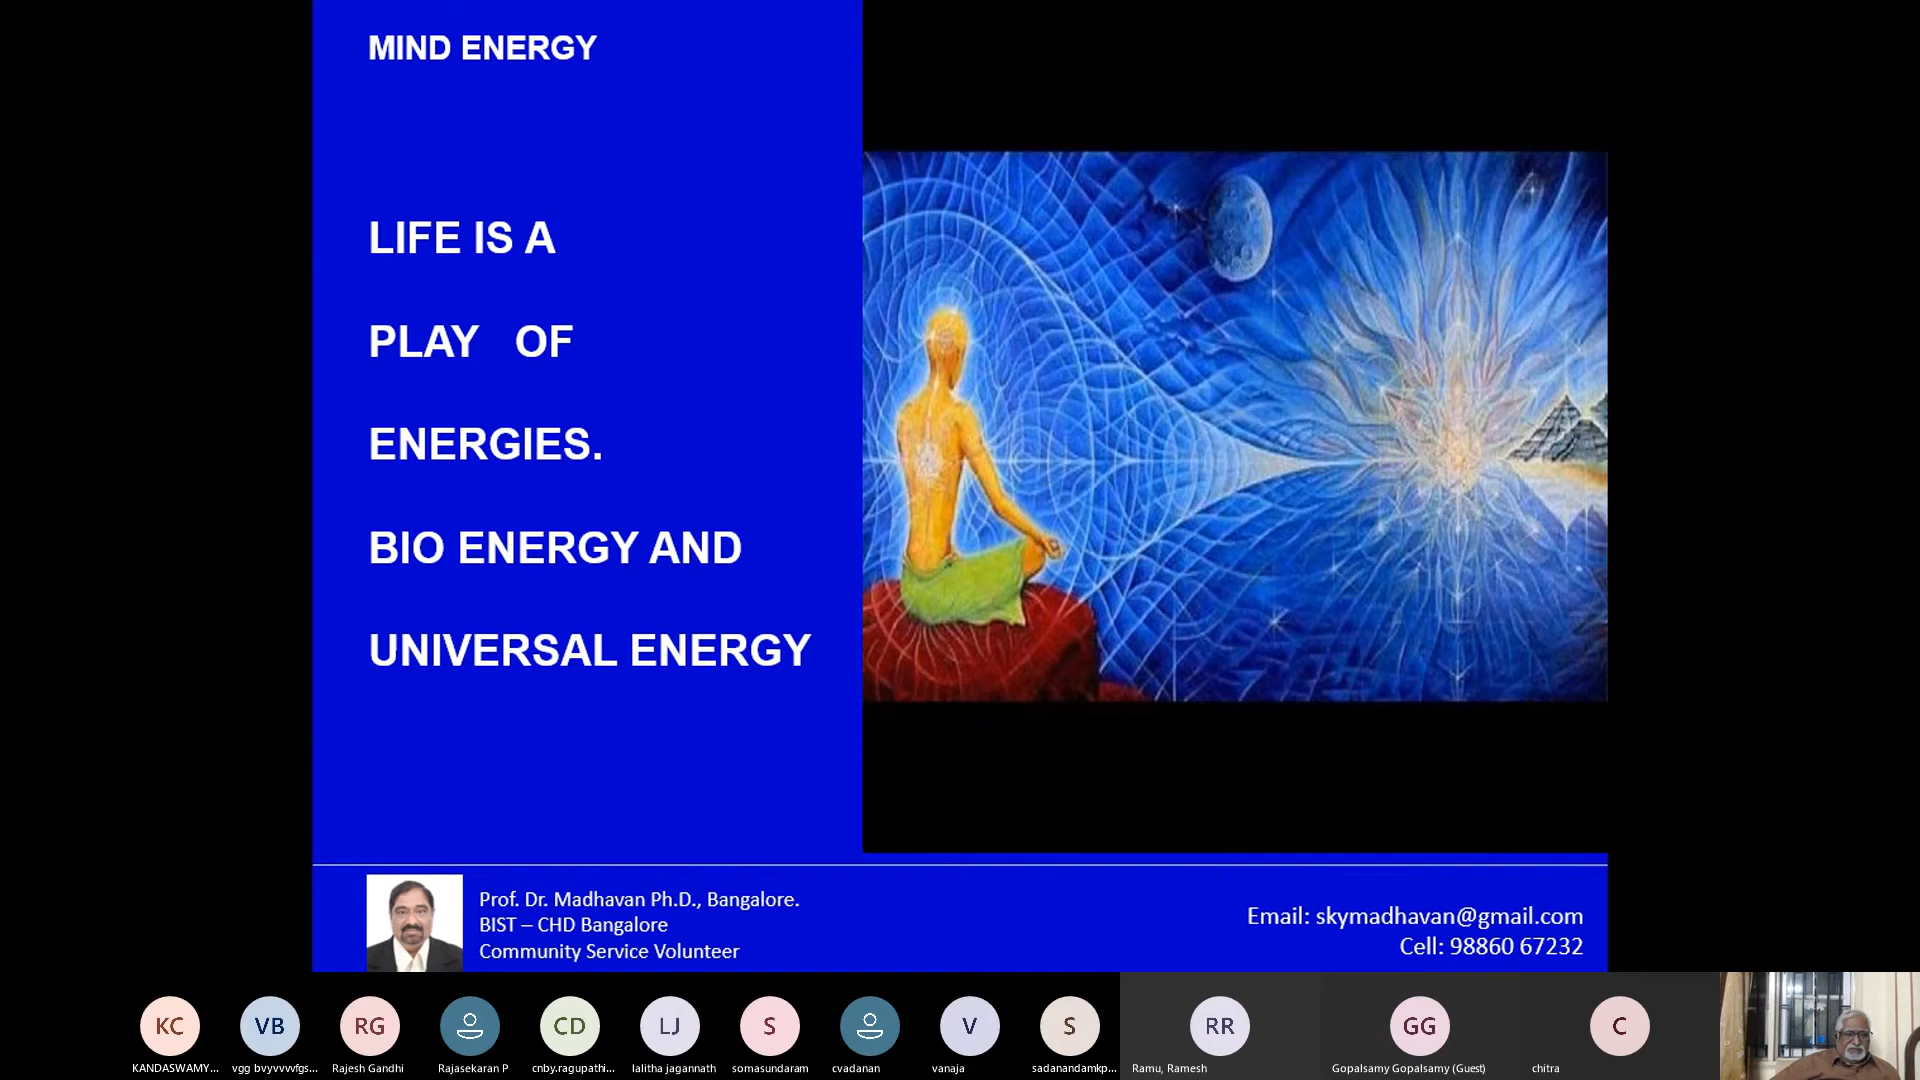 MIND ENERGY
LIFE IS A
PLAY OF
ENERGIES.
BIO ENERGY AND
UNIVERSAL ENERGY
Prof. Dr. Madhavan Ph.D., Bangalore.
BIST – CHD Bangalore
Community Service Volunteer
Email: skymadhavan@gmail.com
Cell: 98860 67232
KC
VB
RG
CD
LJ
S
V
S
RR
GG
C
KANDASWAMY...
vgg bvyvvvvfgs...
Rajesh Gandhi
Rajasekaran P
cnby.ragupathi...
lalitha jagannath
somasundaram
cvadanan
vanaja
sadanandamkp...
Ramu, Ramesh
Gopalsamy Gopalsamy (Guest)
chitra